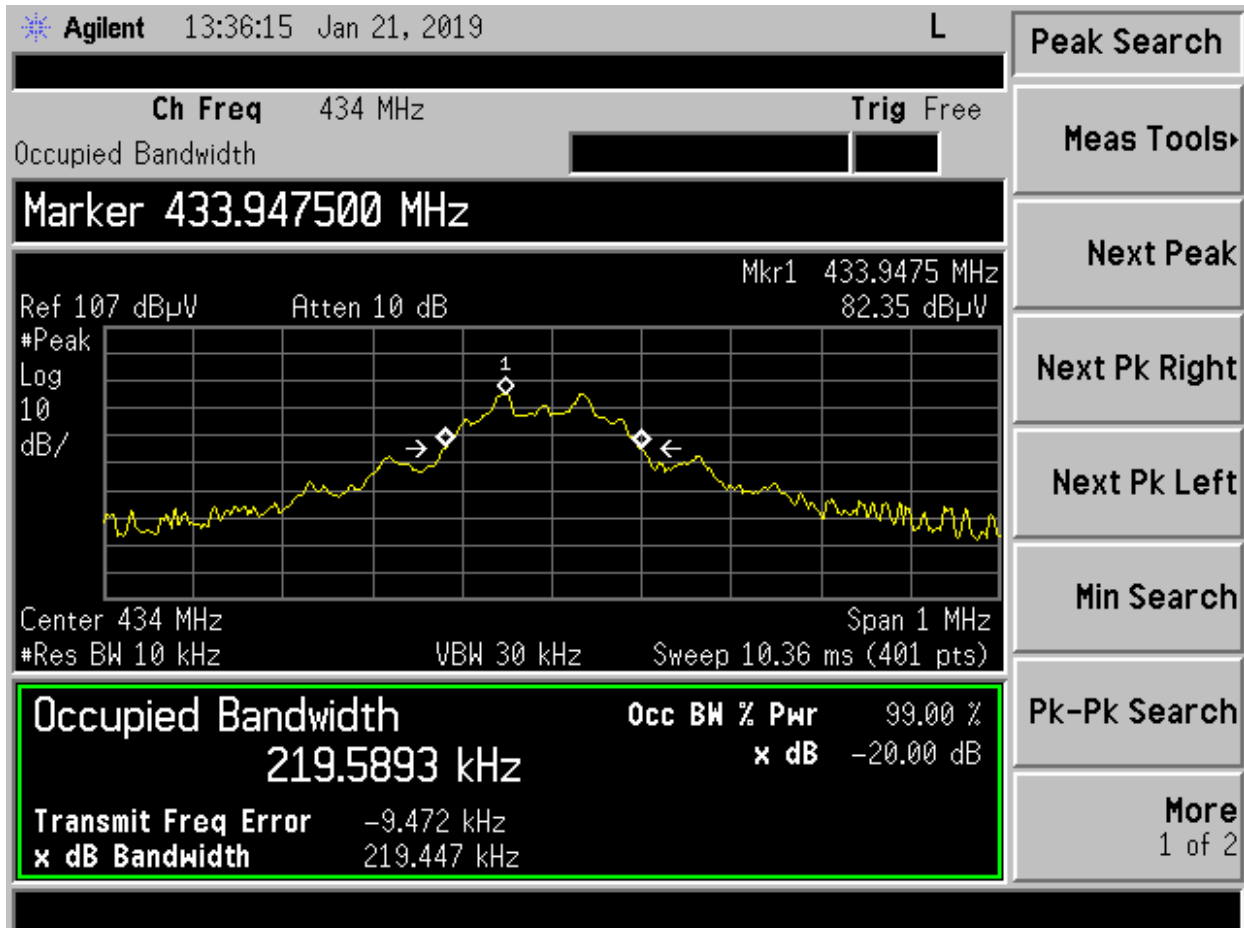 Agilent 13:36:15 Jan 21, 2019 L
Peak Search
Ch Freq 434 MHz Trig Free
Occupied Bandwidth
Marker 433.947500 MHz
Mkr1 433.9475 MHz
Ref 107 dBµV Atten 10 dB 82.35 dBµV
#Peak
Log
10
dB/
1
Center 434 MHz Span 1 MHz
#Res BW 10 kHz VBW 30 kHz Sweep 10.36 ms (401 pts)
Occupied Bandwidth
219.5893 kHz
Occ BW % Pwr 99.00 %
x dB -20.00 dB
Transmit Freq Error -9.472 kHz
x dB Bandwidth 219.447 kHz
Meas Tools
Next Peak
Next Pk Right
Next Pk Left
Min Search
Pk-Pk Search
More
1 of 2